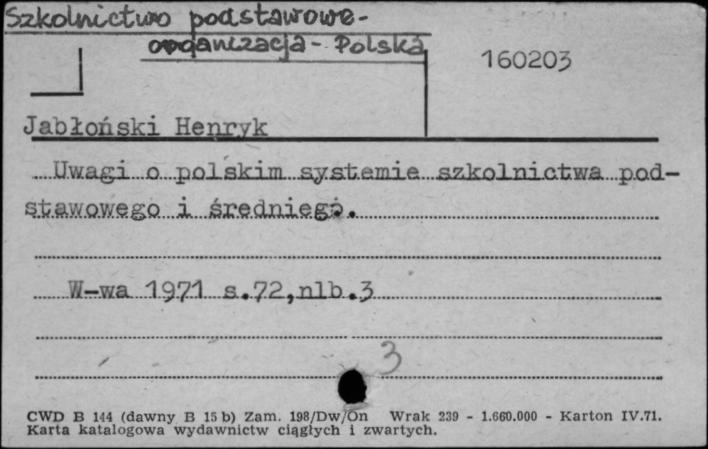 Szkolnictwo podstawowe-
organizacja - Polska
160203
Jabłoński Henryk
Uwagi o polskim systemie szkolnictwa pod-
stawowego i średniego.
W-wa 1971 s.72,nlb.3
3
CWD B 144 (dawny B 15 b) Zam. 198/Dw/On Wrak 239 - 1.660.000 - Karton IV.71.
Karta katalogowa wydawnictw ciągłych i zwartych.